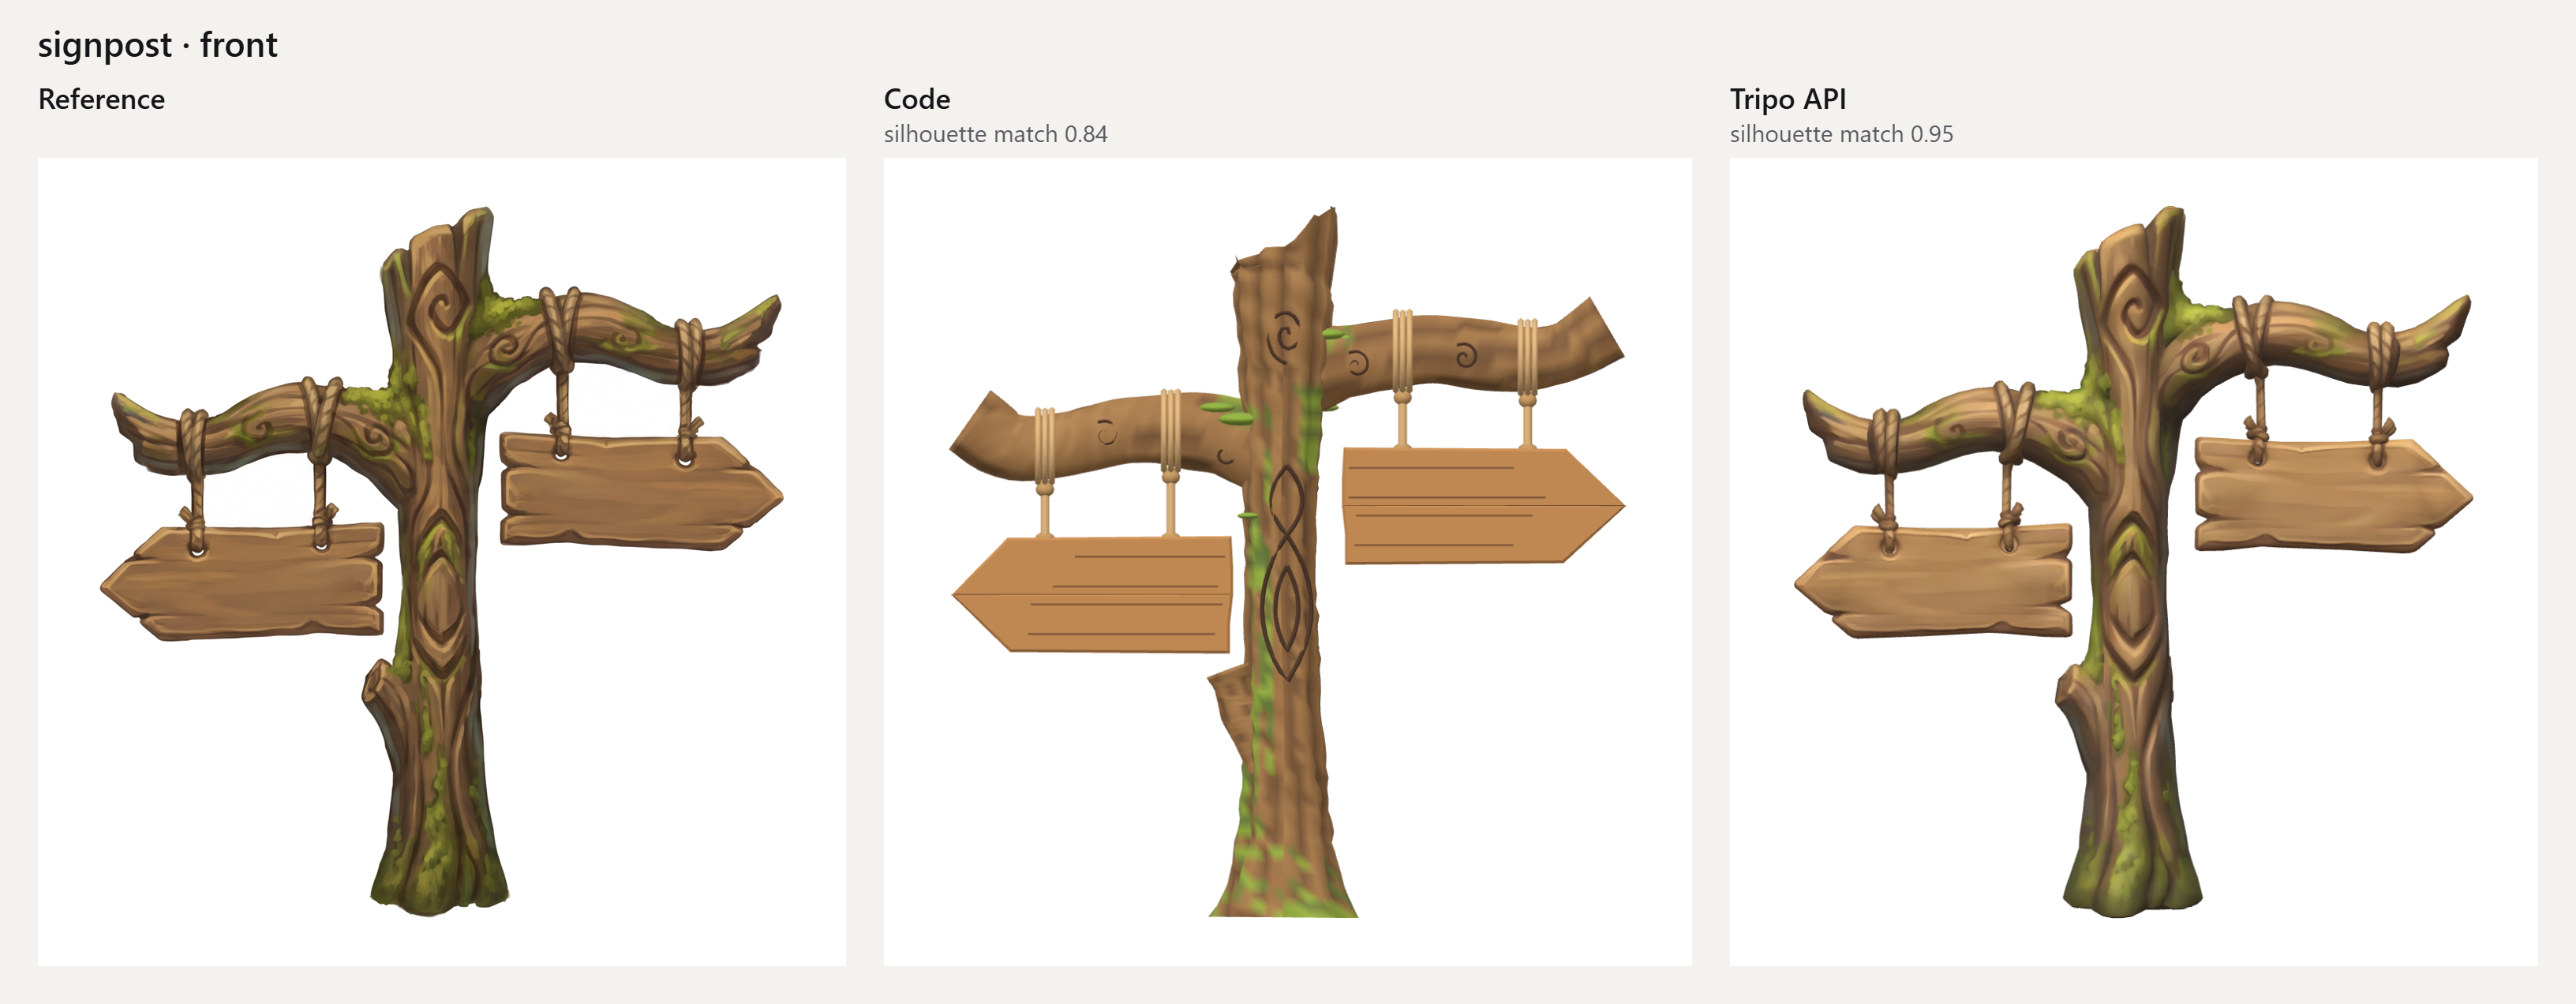 signpost · front
Reference
Code
silhouette match 0.84
Tripo API
silhouette match 0.95